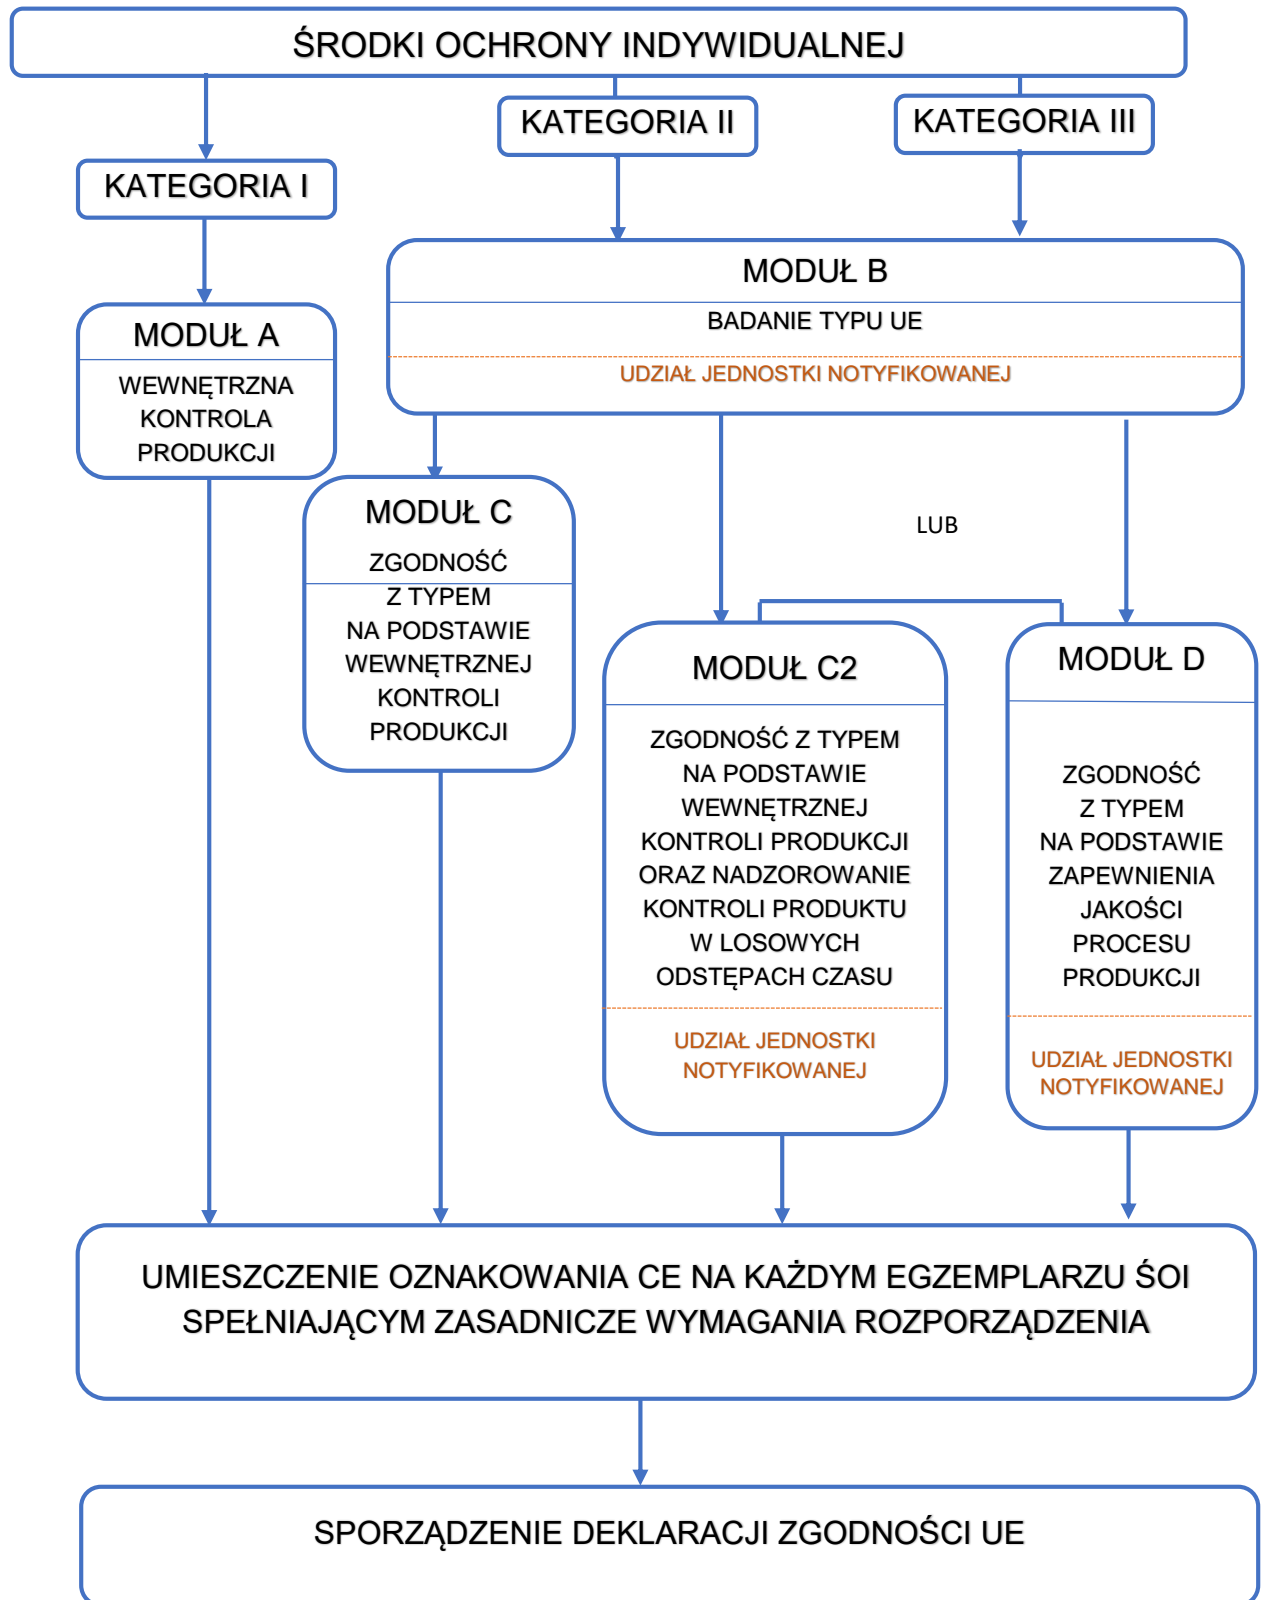 ŚRODKI OCHRONY INDYWIDUALNEJ
KATEGORIA I
KATEGORIA II
KATEGORIA III
MODUŁ A
WEWNĘTRZNA
KONTROLA
PRODUKCJI
MODUŁ B
BADANIE TYPU UE
UDZIAŁ JEDNOSTKI NOTYFIKOWANEJ
MODUŁ C
ZGODNOŚĆ
Z TYPEM
NA PODSTAWIE
WEWNĘTRZNEJ
KONTROLI
PRODUKCJI
LUB
MODUŁ C2
ZGODNOŚĆ Z TYPEM
NA PODSTAWIE
WEWNĘTRZNEJ
KONTROLI PRODUKCJI
ORAZ NADZOROWANIE
KONTROLI PRODUKTU
W LOSOWYCH
ODSTĘPACH CZASU
UDZIAŁ JEDNOSTKI
NOTYFIKOWANEJ
MODUŁ D
ZGODNOŚĆ
Z TYPEM
NA PODSTAWIE
ZAPEWNIENIA
JAKOŚCI
PROCESU
PRODUKCJI
UDZIAŁ JEDNOSTKI
NOTYFIKOWANEJ
UMIESZCZENIE OZNAKOWANIA CE NA KAŻDYM EGZEMPLARZU ŚOI
SPEŁNIAJĄCYM ZASADNICZE WYMAGANIA ROZPORZĄDZENIA
SPORZĄDZENIE DEKLARACJI ZGODNOŚCI UE